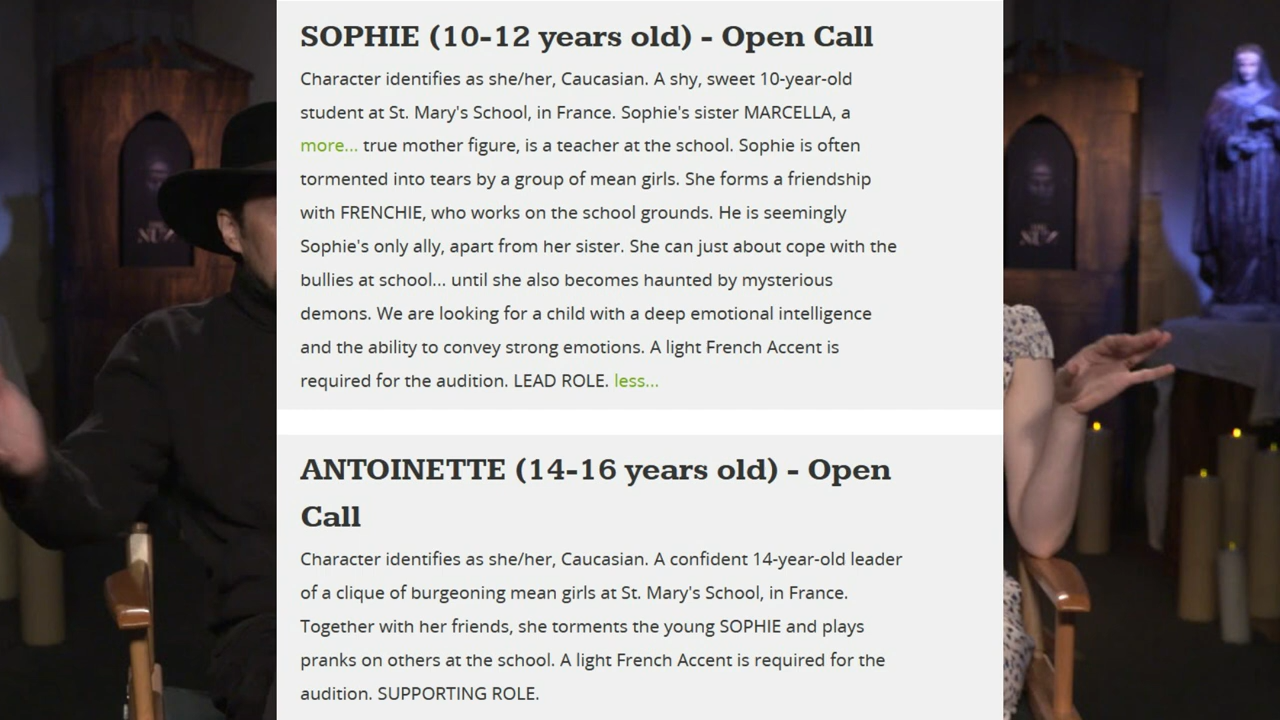 SOPHIE (10-12 years old) - Open Call
Character identifies as she/her, Caucasian. A shy, sweet 10-year-old
student at St. Mary's School, in France. Sophie's sister MARCELLA, a
more... true mother figure, is a teacher at the school. Sophie is often
tormented into tears by a group of mean girls. She forms a friendship
with FRENCHIE, who works on the school grounds. He is seemingly
Sophie's only ally, apart from her sister. She can just about cope with the
bullies at school... until she also becomes haunted by mysterious
demons. We are looking for a child with a deep emotional intelligence
and the ability to convey strong emotions. A light French Accent is
required for the audition. LEAD ROLE. less...
ANTOINETTE (14-16 years old) - Open
Call
Character identifies as she/her, Caucasian. A confident 14-year-old leader
of a clique of burgeoning mean girls at St. Mary's School, in France.
Together with her friends, she torments the young SOPHIE and plays
pranks on others at the school. A light French Accent is required for the
audition. SUPPORTING ROLE.